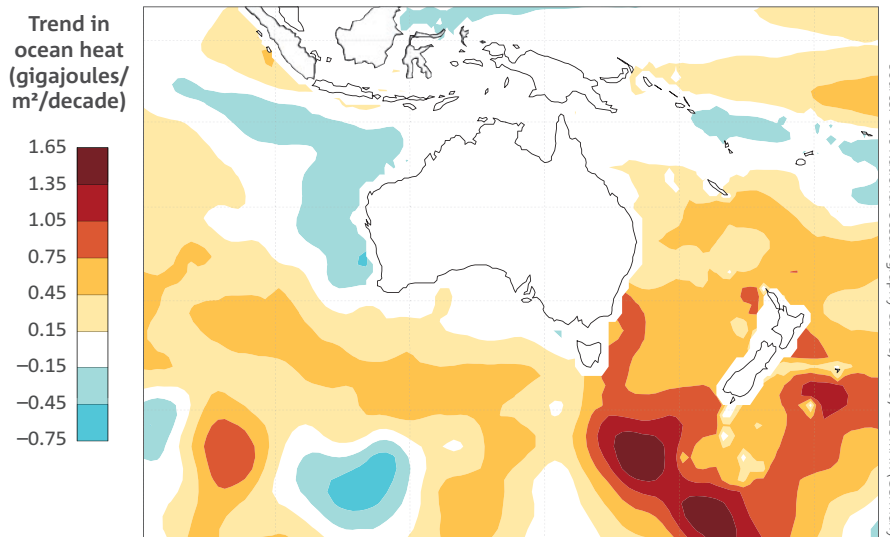 Trend in
ocean heat
(gigajoules/
m²/decade)
1.65
1.35
1.05
0.75
0.45
0.15
–0.15
–0.45
–0.75